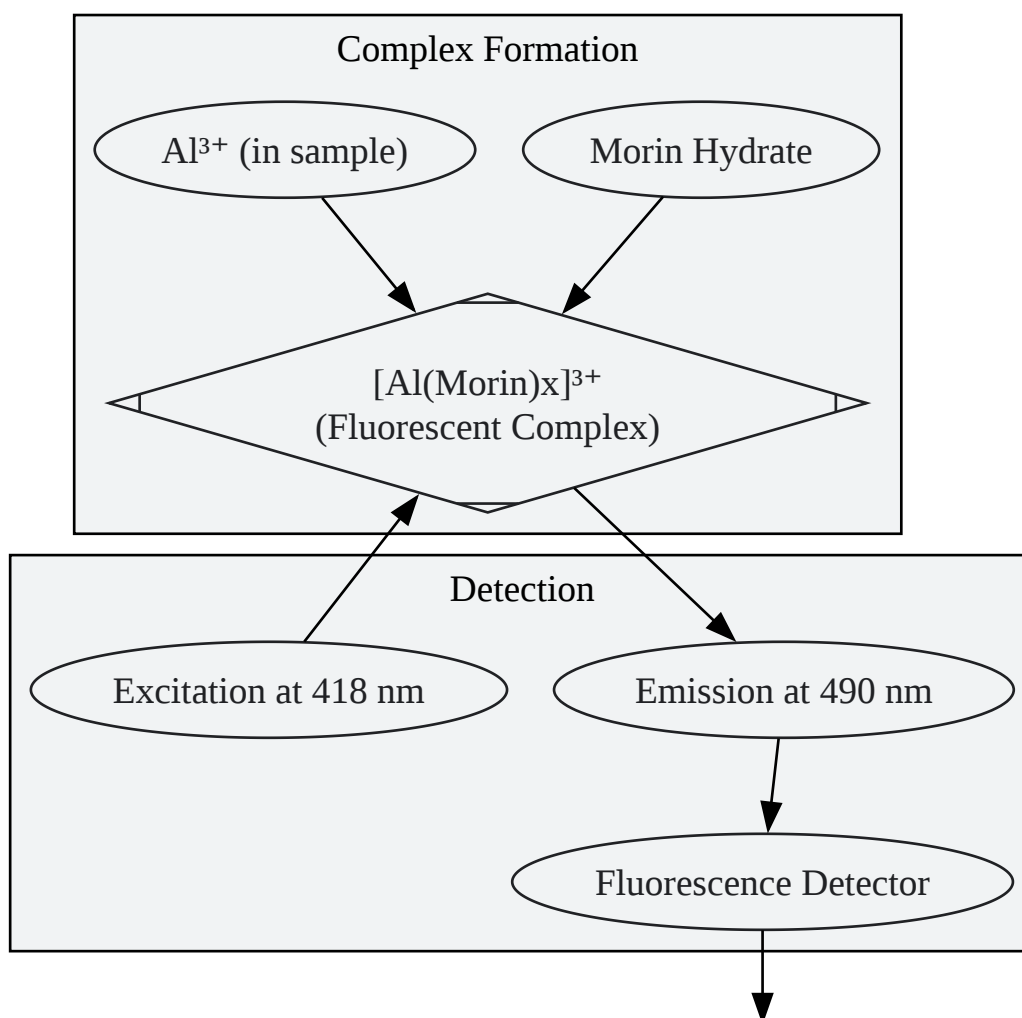 Complex Formation
Al³⁺ (in sample)
Morin Hydrate
[Al(Morin)x]³⁺
(Fluorescent Complex)
Detection
Excitation at 418 nm
Emission at 490 nm
Fluorescence Detector